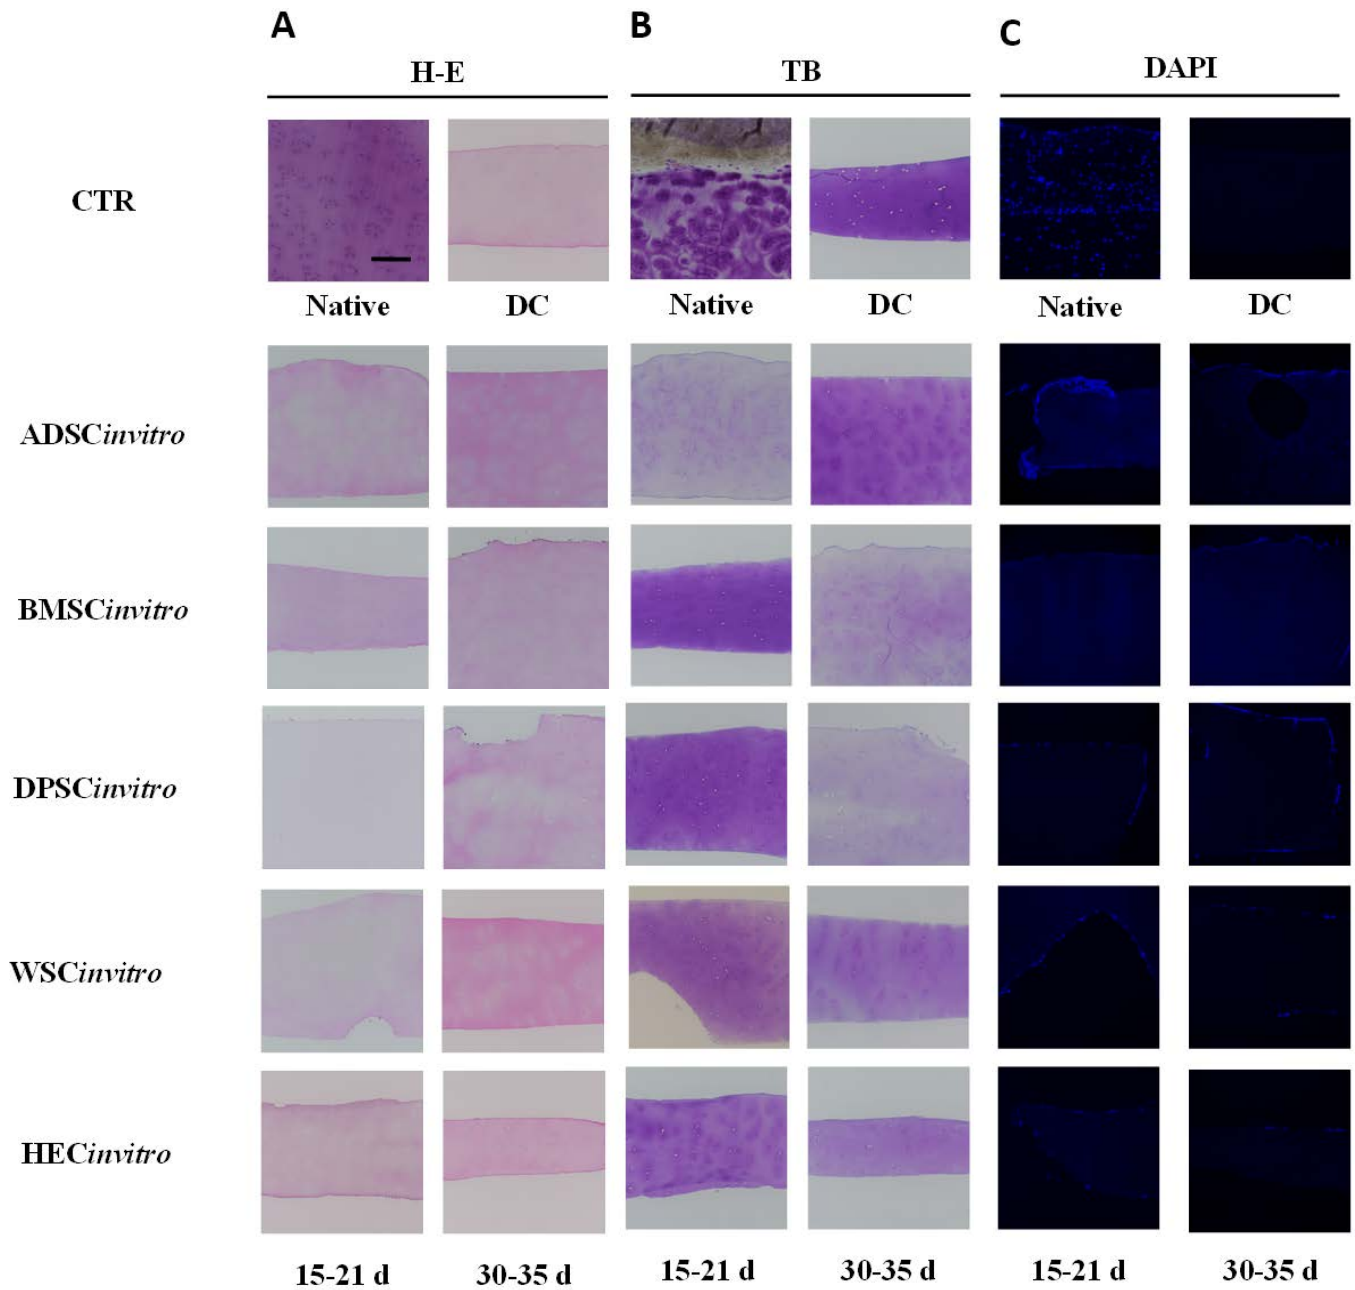 A B C
H-E TB DAPI
CTR
Native DC Native DC Native DC
ADSCinvitro
BMSCinvitro
DPSCinvitro
WSCinvitro
HECinvitro
15-21 d 30-35 d 15-21 d 30-35 d 15-21 d 30-35 d